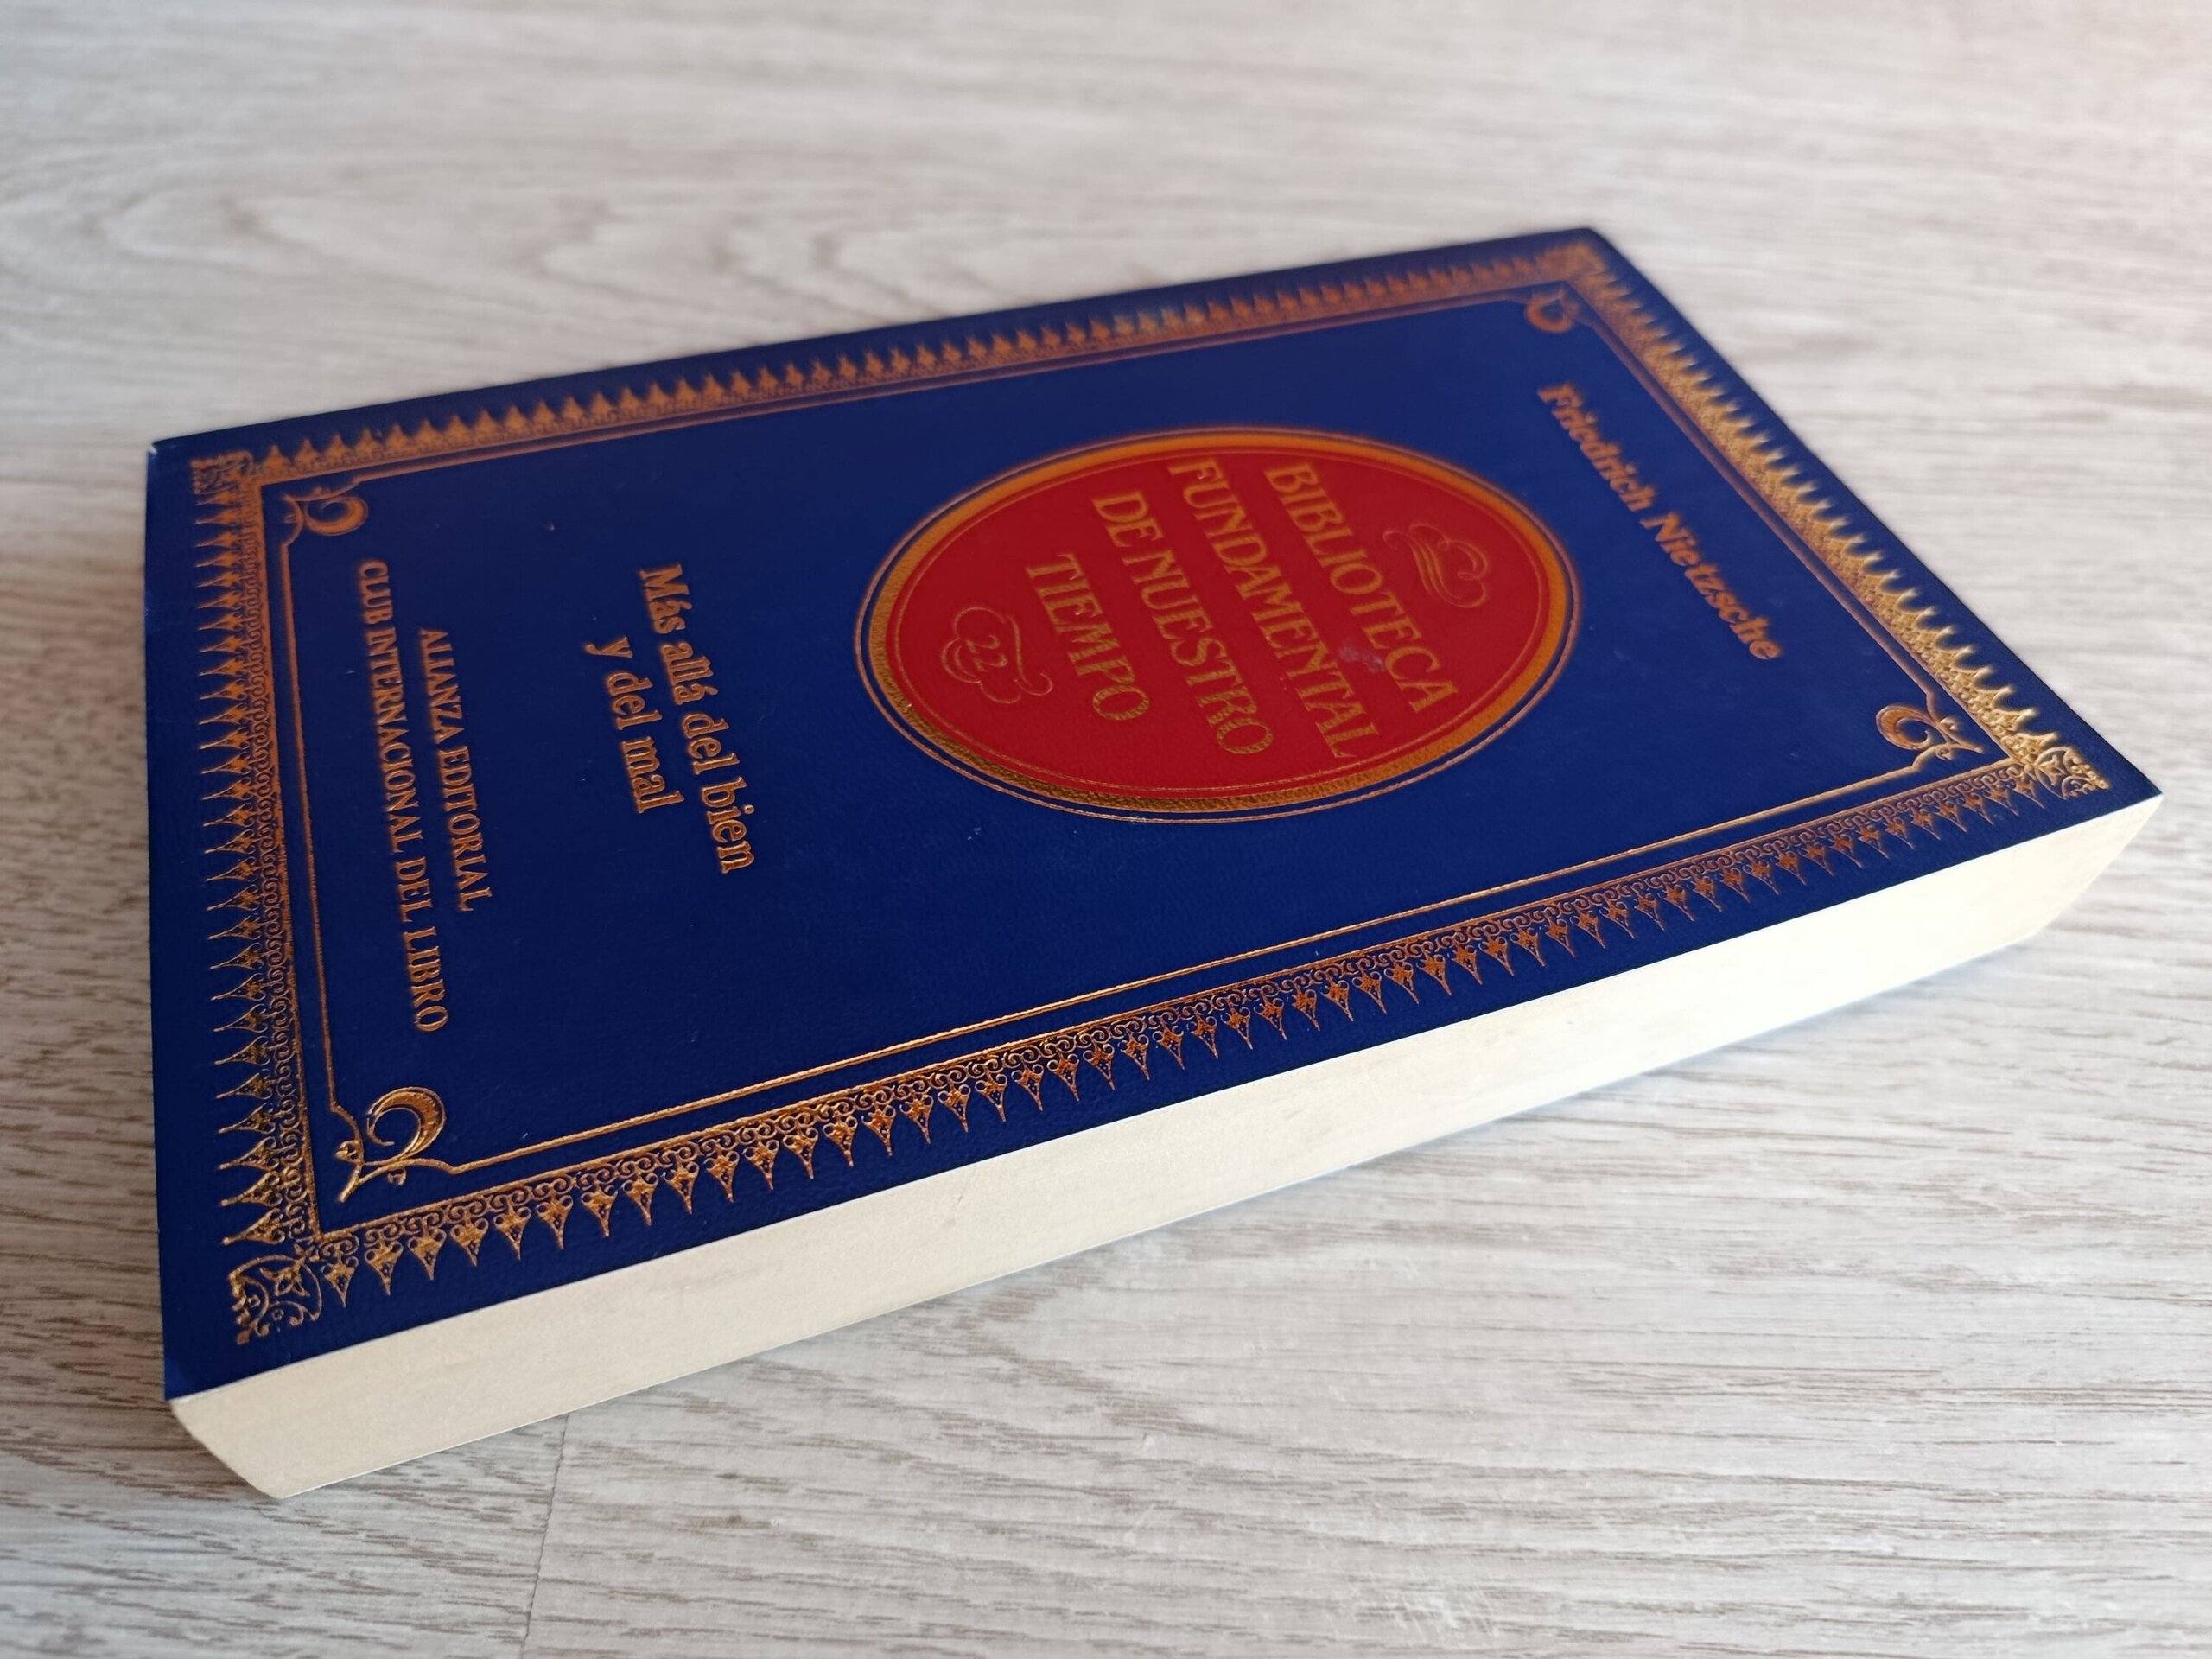 Friedrich Nietzsche
BIBLIOTECA
FUNDAMENTAL
DE NUESTRO
TIEMPO
22
Más allá del bien
y del mal
ALIANZA EDITORIAL
CLUB INTERNACIONAL DEL LIBRO